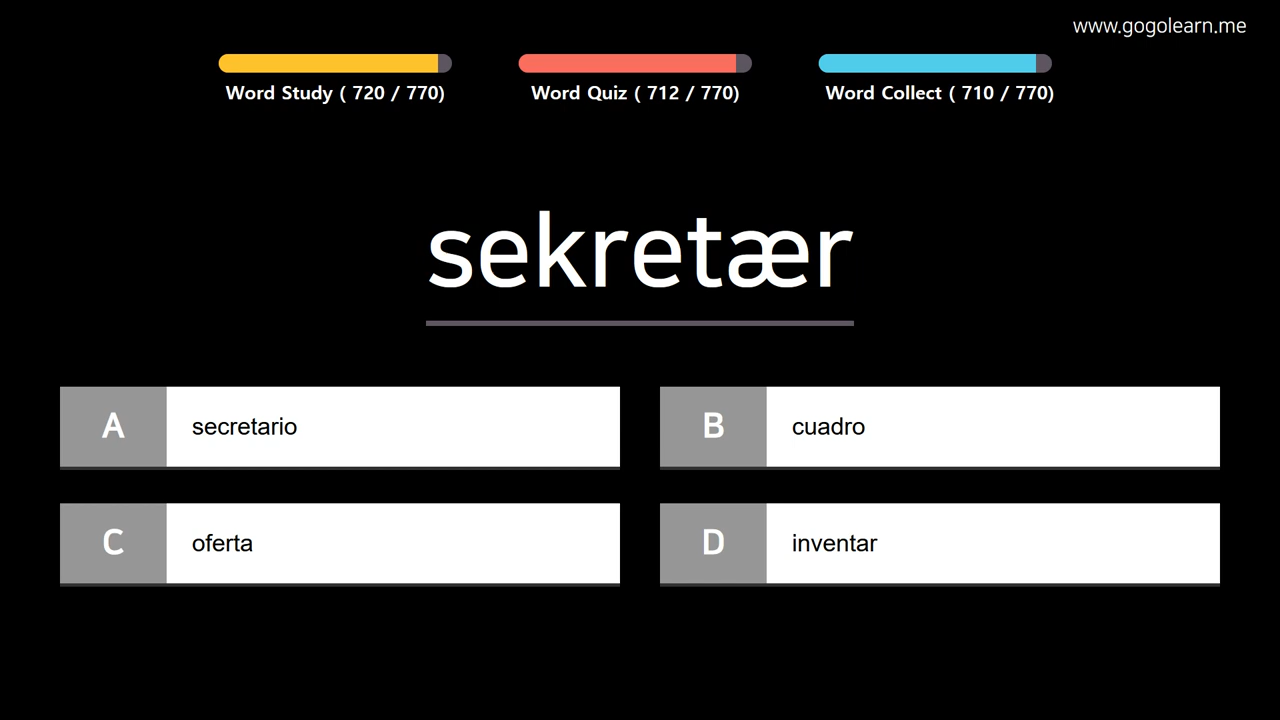 www.gogolearn.me
Word Study ( 720 / 770)
Word Quiz ( 712 / 770)
Word Collect ( 710 / 770)
sekretær
A secretario
B cuadro
C oferta
D inventar